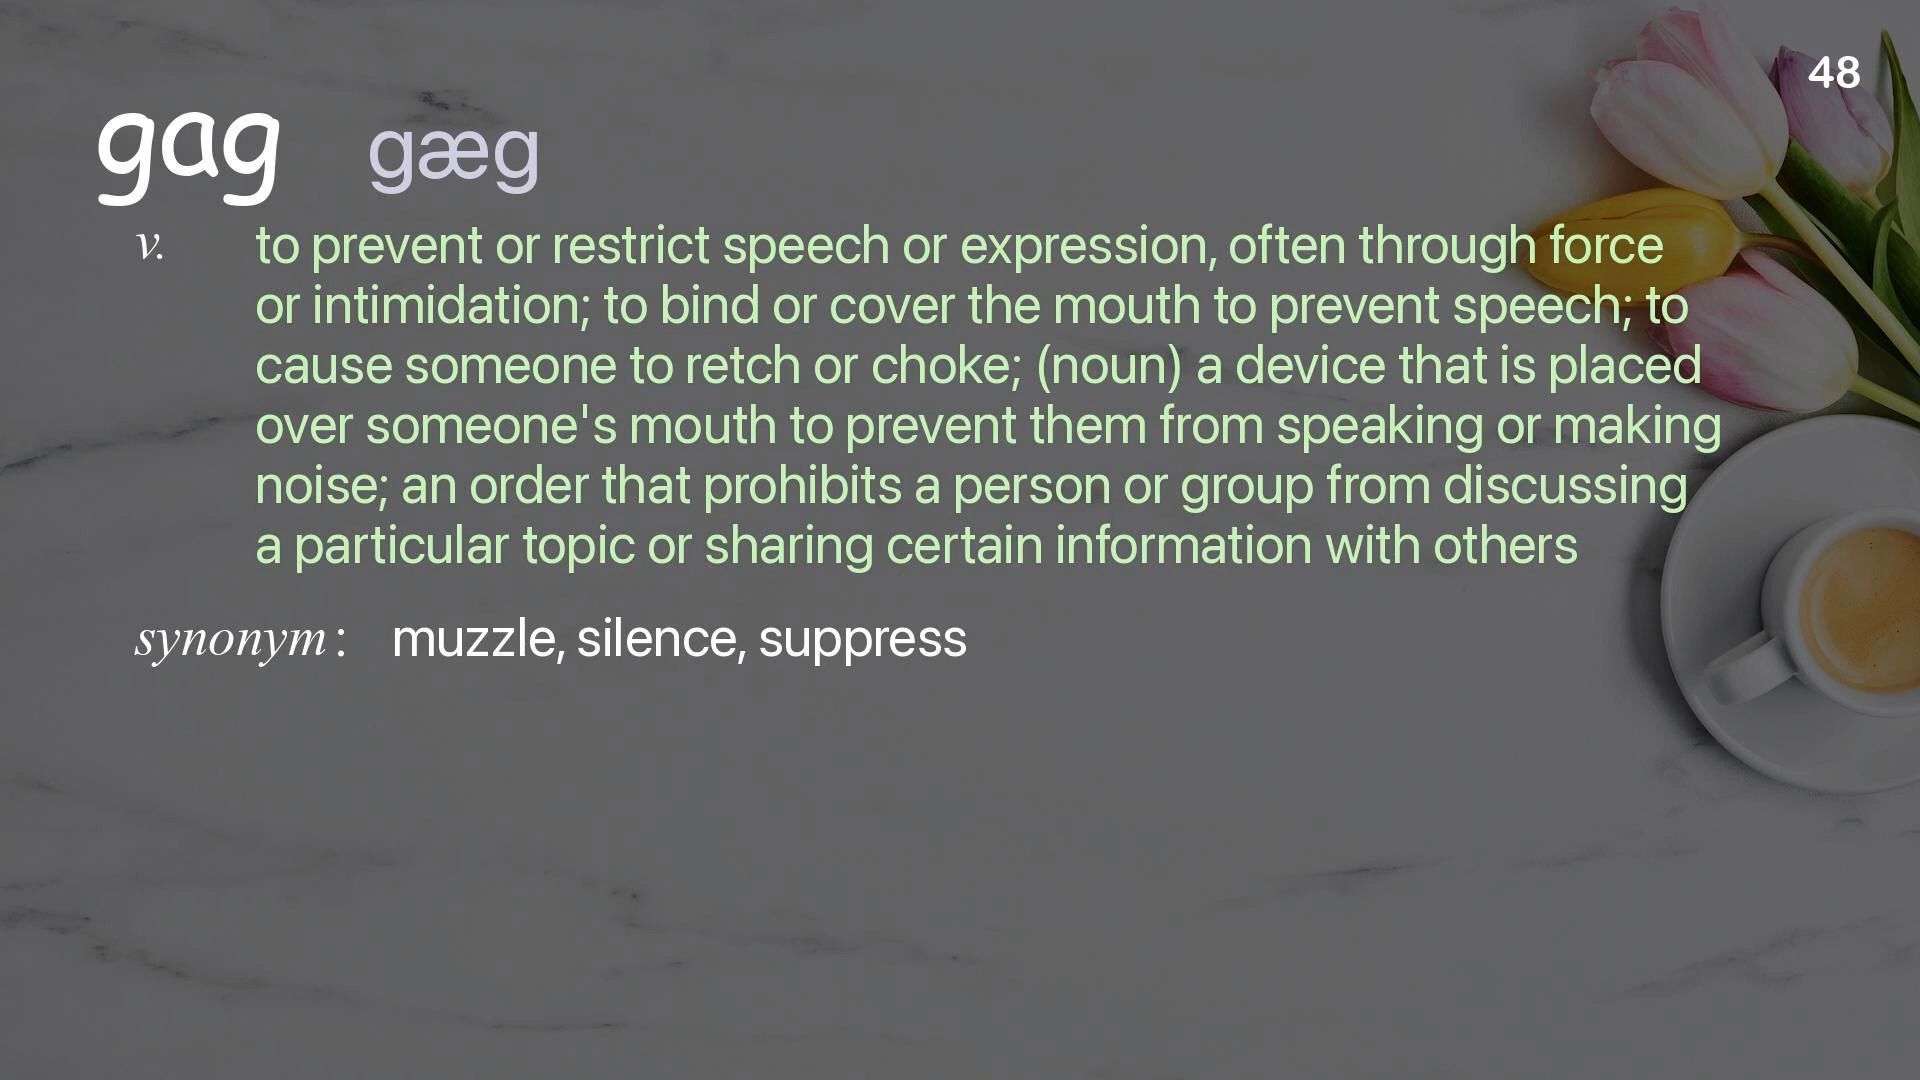 48
gag gæg
v. to prevent or restrict speech or expression, often through force
or intimidation; to bind or cover the mouth to prevent speech; to
cause someone to retch or choke; (noun) a device that is placed
over someone's mouth to prevent them from speaking or making
noise; an order that prohibits a person or group from discussing
a particular topic or sharing certain information with others
synonym: muzzle, silence, suppress